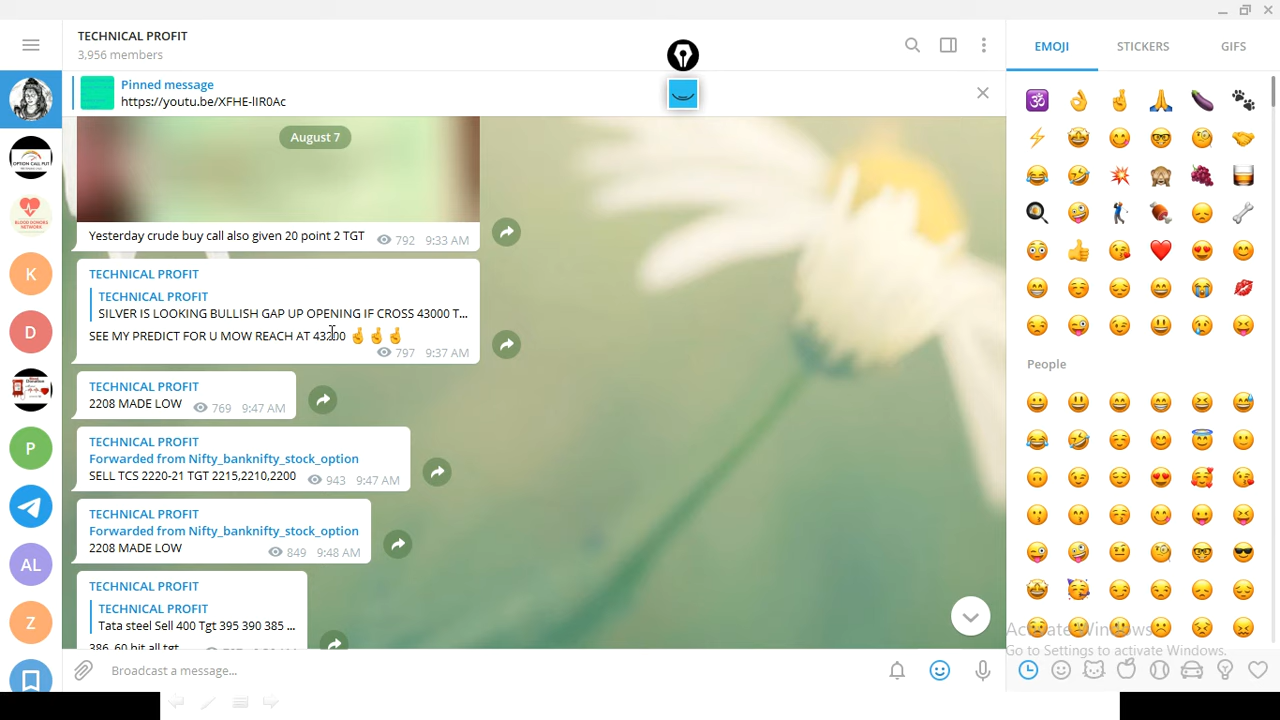 TECHNICAL PROFIT
3,956 members
EMOJI
STICKERS
GIFS
Pinned message
https://youtu.be/XFHE-lIR0Ac
August 7
Yesterday crude buy call also given 20 point 2 TGT 792 9:33 AM
TECHNICAL PROFIT
TECHNICAL PROFIT
SILVER IS LOOKING BULLISH GAP UP OPENING IF CROSS 43000 T...
SEE MY PREDICT FOR U MOW REACH AT 43200 🤞🤞🤞
797 9:37 AM
People
TECHNICAL PROFIT
2208 MADE LOW 769 9:47 AM
TECHNICAL PROFIT
Forwarded from Nifty_banknifty_stock_option
SELL TCS 2220-21 TGT 2215,2210,2200 943 9:47 AM
TECHNICAL PROFIT
Forwarded from Nifty_banknifty_stock_option
2208 MADE LOW 849 9:48 AM
TECHNICAL PROFIT
TECHNICAL PROFIT
Tata steel Sell 400 Tgt 395 390 385 ...
386. 60 hit all tgt
K
D
P
AL
Z
Broadcast a message...
Activate Windows
Go to Settings to activate Windows.